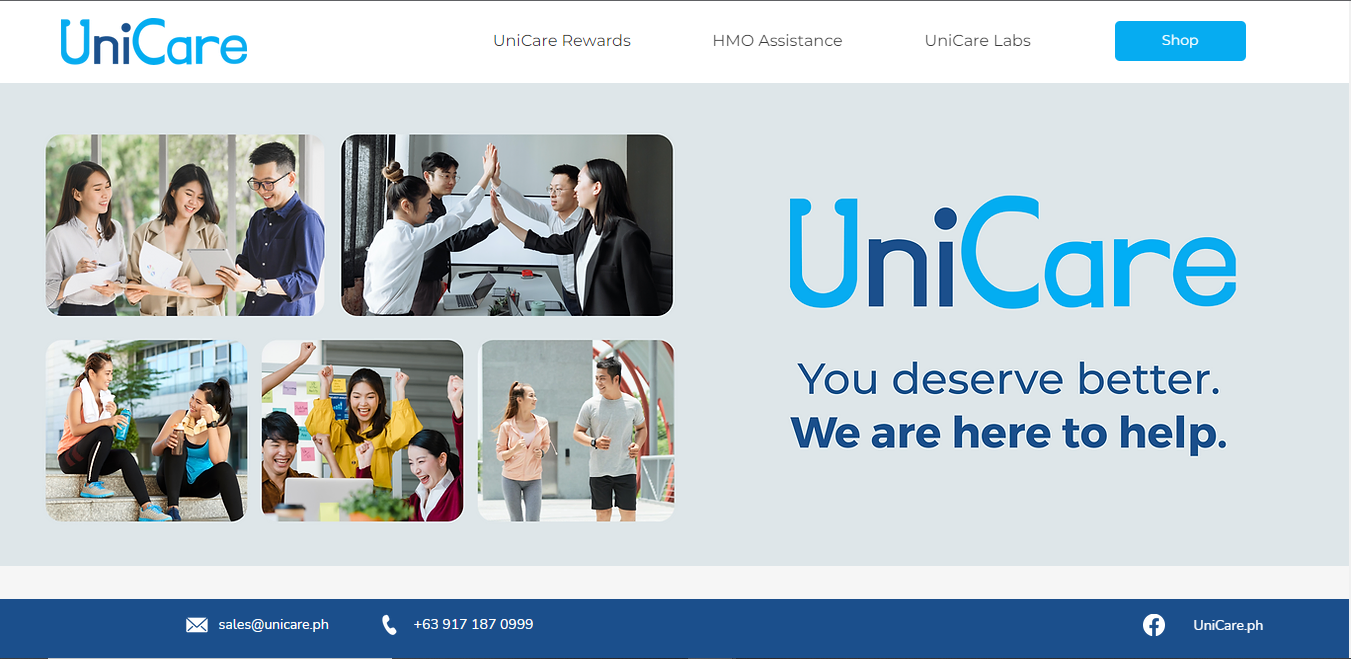 UniCare
UniCare Rewards
HMO Assistance
UniCare Labs
Shop
UniCare
You deserve better.
We are here to help.
sales@unicare.ph
+63 917 187 0999
UniCare.ph